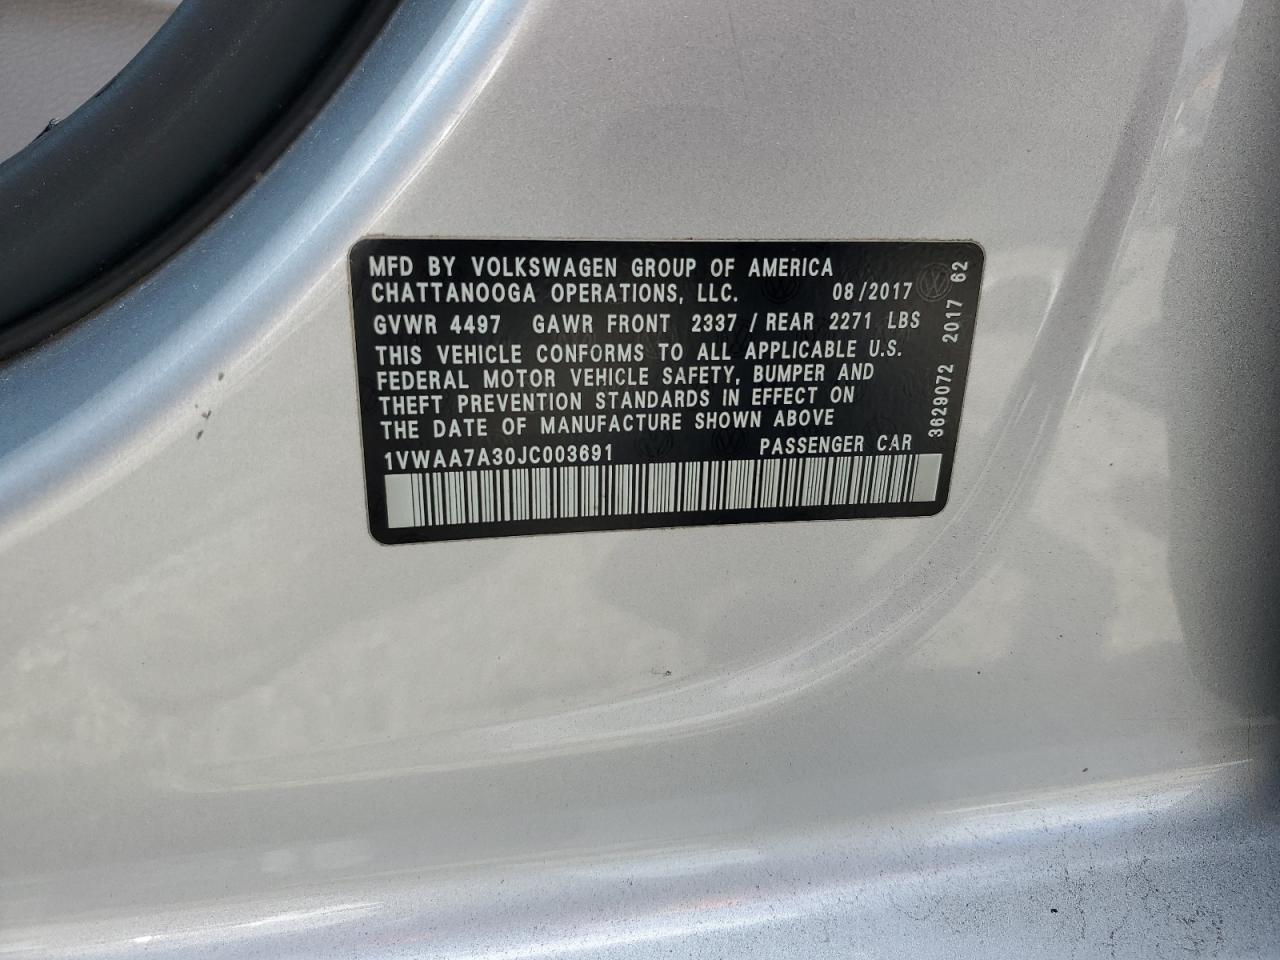 MFD BY VOLKSWAGEN GROUP OF AMERICA
CHATTANOOGA OPERATIONS, LLC. 08/2017
GVWR 4497 GAWR FRONT 2337 / REAR 2271 LBS
THIS VEHICLE CONFORMS TO ALL APPLICABLE U.S.
FEDERAL MOTOR VEHICLE SAFETY, BUMPER AND
THEFT PREVENTION STANDARDS IN EFFECT ON
THE DATE OF MANUFACTURE SHOWN ABOVE
1VWAA7A30JC003691 PASSENGER CAR
3629072 2017 62